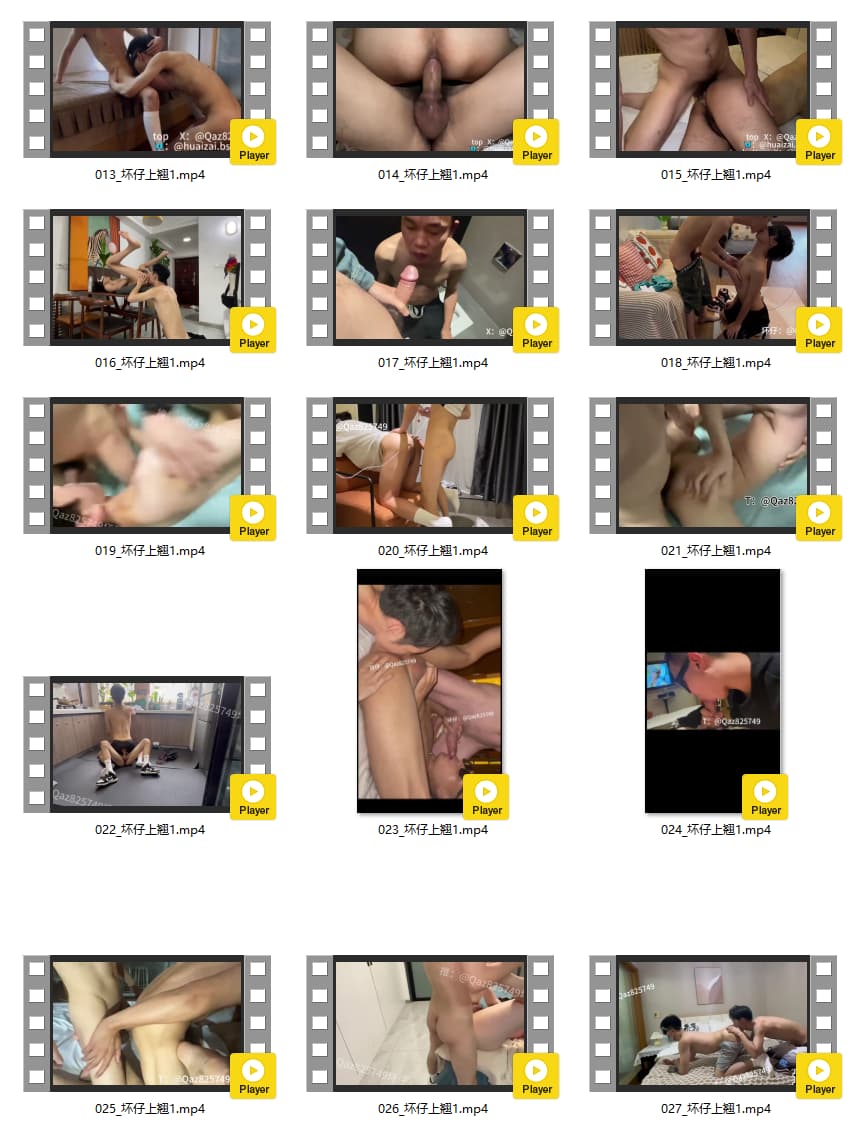 top X：@Qaz82
：@huaizai.bs
Player
013_坏仔上翘1.mp4
top X：@Q
Player
014_坏仔上翘1.mp4
top X：@Qaz
：@huaizai.
Player
015_坏仔上翘1.mp4
Player
016_坏仔上翘1.mp4
X：@Q
Player
017_坏仔上翘1.mp4
坏仔：@
Player
018_坏仔上翘1.mp4
Qaz825749
Player
019_坏仔上翘1.mp4
@Qaz825749
Player
020_坏仔上翘1.mp4
T：@Qaz82
Player
021_坏仔上翘1.mp4
Qaz825749
Qaz825749
Player
022_坏仔上翘1.mp4
@Qaz825749
@Qaz825749
Player
023_坏仔上翘1.mp4
T：@Qaz825749
Player
024_坏仔上翘1.mp4
T：@Qaz825749
Player
025_坏仔上翘1.mp4
推：@Qaz825749
@Qaz825749
Player
026_坏仔上翘1.mp4
Qaz825749
@Qaz825749
Player
027_坏仔上翘1.mp4